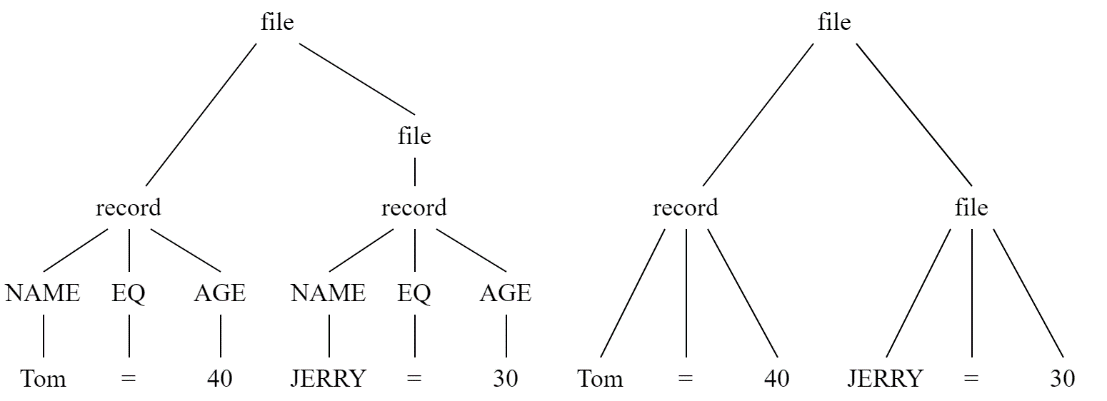 file file
file
record record record file
NAME EQ AGE NAME EQ AGE
Tom = 40 JERRY = 30 Tom = 40 JERRY = 30